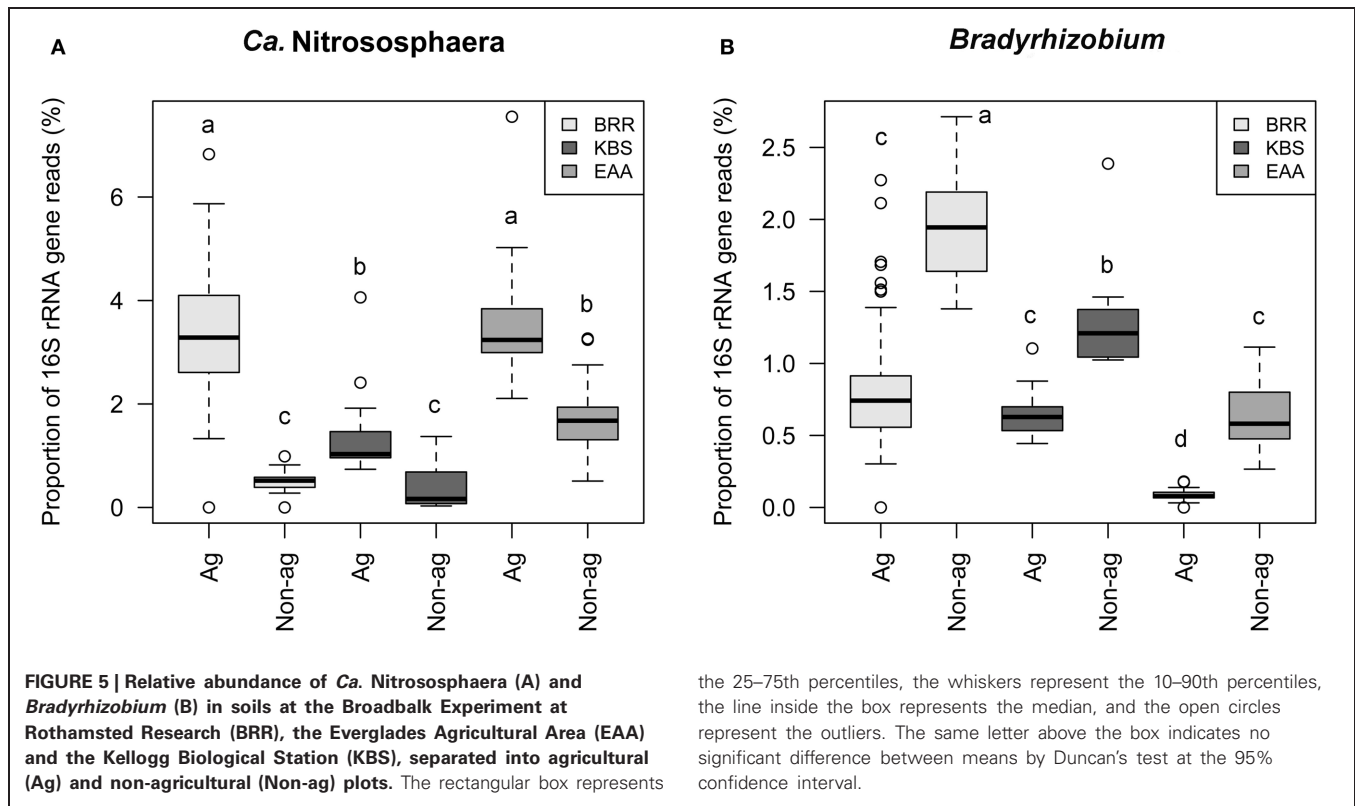 A
Ca. Nitrososphaera
Proportion of 16S rRNA gene reads (%)
0
2
4
6
a
c
b
c
a
b
BRR
KBS
EAA
Ag
Non-ag
Ag
Non-ag
Ag
Non-ag
B
Bradyrhizobium
Proportion of 16S rRNA gene reads (%)
0.0
0.5
1.0
1.5
2.0
2.5
c
a
c
b
d
c
BRR
KBS
EAA
Ag
Non-ag
Ag
Non-ag
Ag
Non-ag
FIGURE 5 | Relative abundance of Ca. Nitrososphaera (A) and
Bradyrhizobium (B) in soils at the Broadbalk Experiment at
Rothamsted Research (BRR), the Everglades Agricultural Area (EAA)
and the Kellogg Biological Station (KBS), separated into agricultural
(Ag) and non-agricultural (Non-ag) plots. The rectangular box represents
the 25–75th percentiles, the whiskers represent the 10–90th percentiles,
the line inside the box represents the median, and the open circles
represent the outliers. The same letter above the box indicates no
significant difference between means by Duncan's test at the 95%
confidence interval.